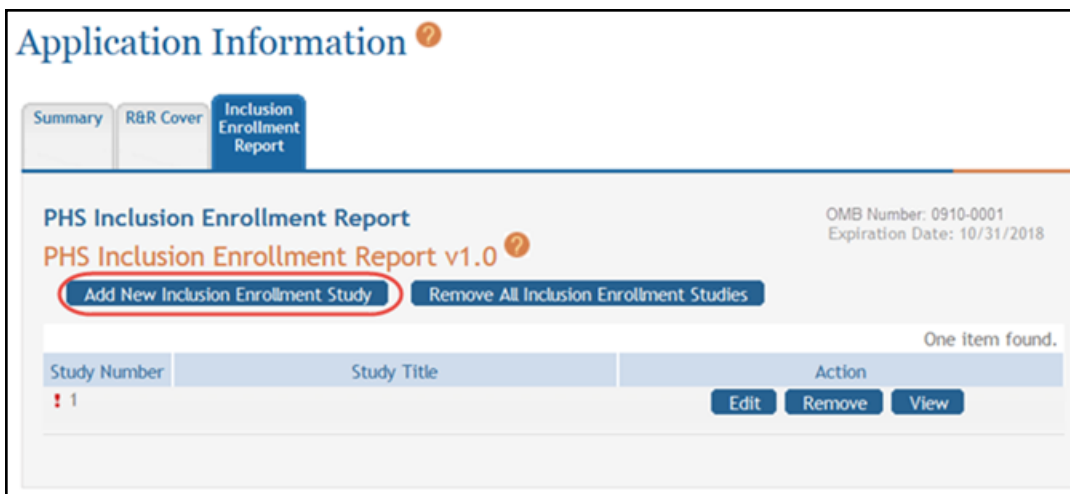 Application Information ?
Summary
R&R Cover
Inclusion
Enrollment
Report
PHS Inclusion Enrollment Report
OMB Number: 0910-0001
Expiration Date: 10/31/2018
PHS Inclusion Enrollment Report v1.0 ?
Add New Inclusion Enrollment Study
Remove All Inclusion Enrollment Studies
One item found.
Study Number
Study Title
Action
! 1
Edit
Remove
View